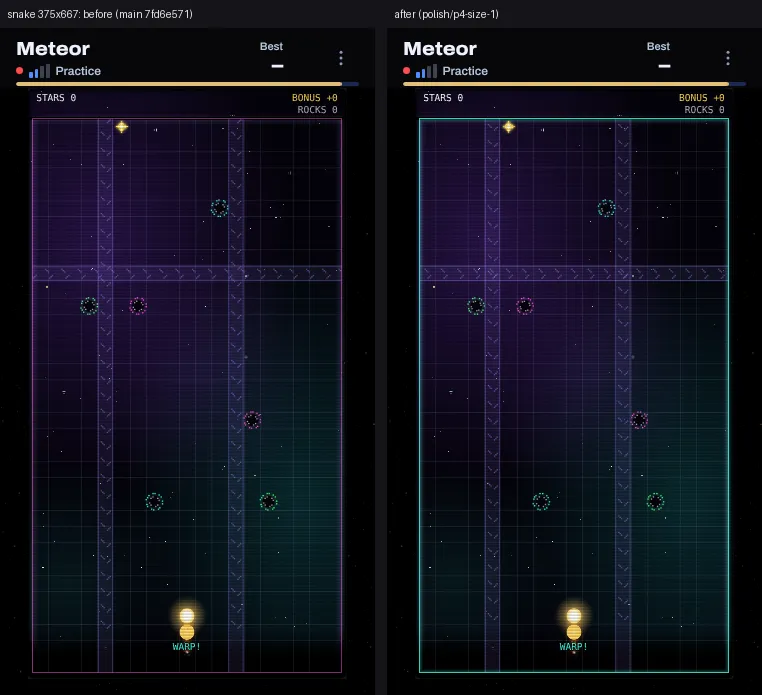 snake 375x667: before (main 7fd6e571)
Meteor
Best
Practice
—
STARS 0
BONUS +0
ROCKS 0
WARP!
after (polish/p4-size-1)
Meteor
Best
Practice
—
STARS 0
BONUS +0
ROCKS 0
WARP!